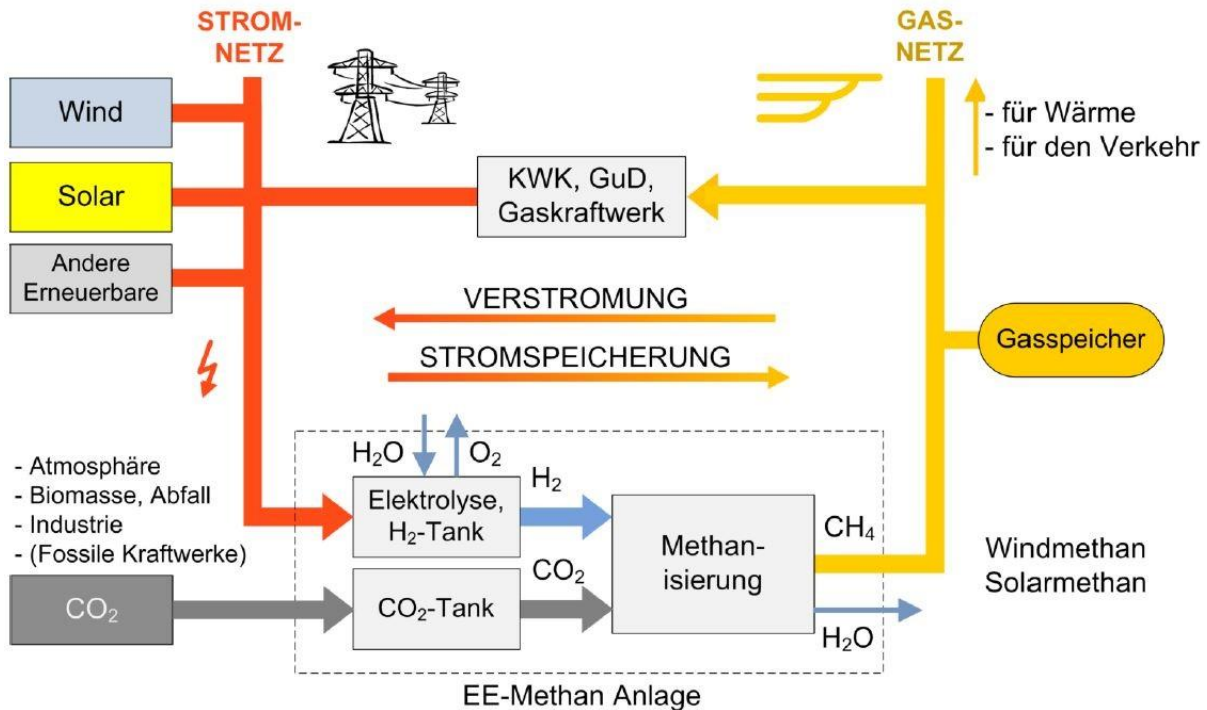 STROM-
NETZ
GAS-
NETZ
Wind
Solar
Andere
Erneuerbare
KWK, GuD,
Gaskraftwerk
- für Wärme
- für den Verkehr
VERSTROMUNG
STROMSPEICHERUNG
Gasspeicher
- Atmosphäre
- Biomasse, Abfall
- Industrie
- (Fossile Kraftwerke)
CO₂
H₂O
O₂
Elektrolyse,
H₂-Tank
H₂
CO₂-Tank
CO₂
Methan-
isierung
CH₄
H₂O
Windmethan
Solarmethan
EE-Methan Anlage